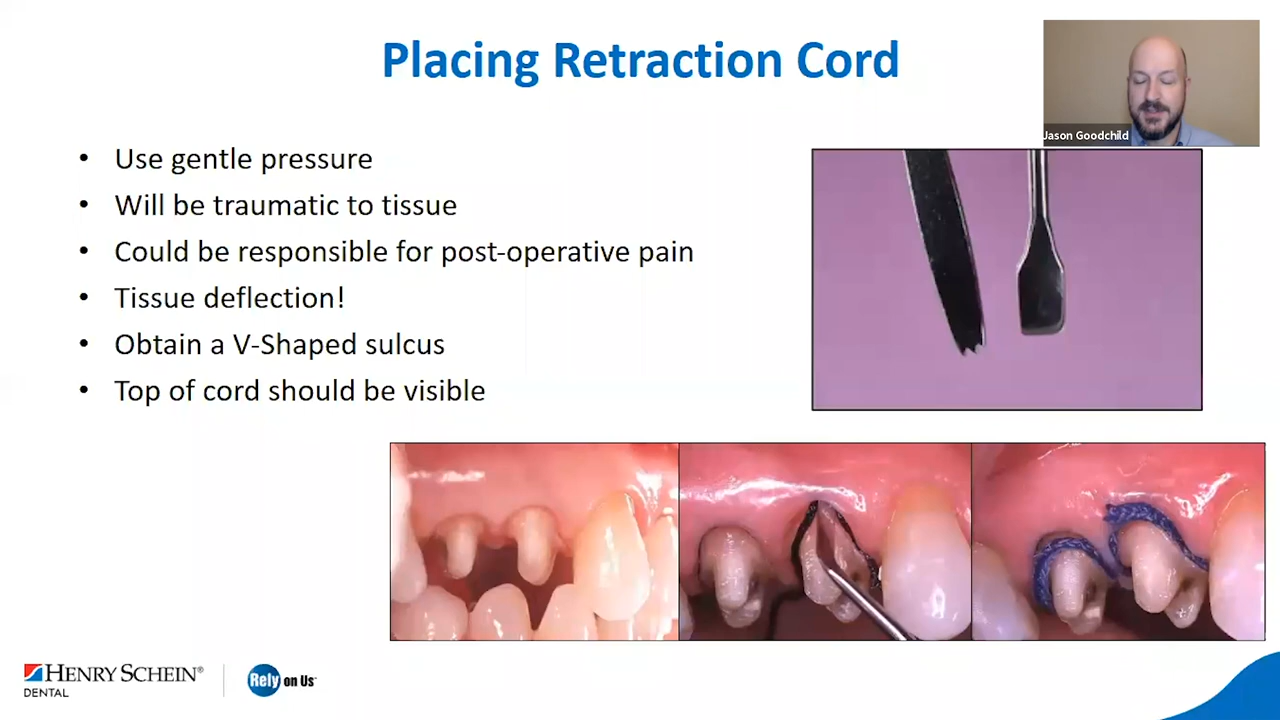 Placing Retraction Cord
Jason Goodchild
• Use gentle pressure
• Will be traumatic to tissue
• Could be responsible for post-operative pain
• Tissue deflection!
• Obtain a V-Shaped sulcus
• Top of cord should be visible
HENRY SCHEIN®
DENTAL
Rely on Us™